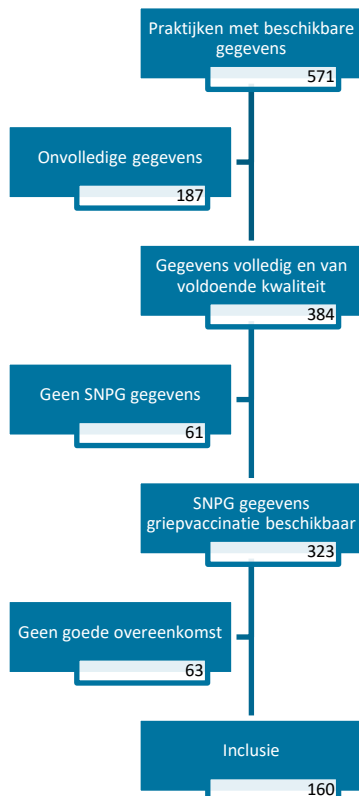 Praktijken met beschikbare
gegevens
571
Onvolledige gegevens
187
Gegevens volledig en van
voldoende kwaliteit
384
Geen SNPG gegevens
61
SNPG gegevens
griepvaccinatie beschikbaar
323
Geen goede overeenkomst
63
Inclusie
160